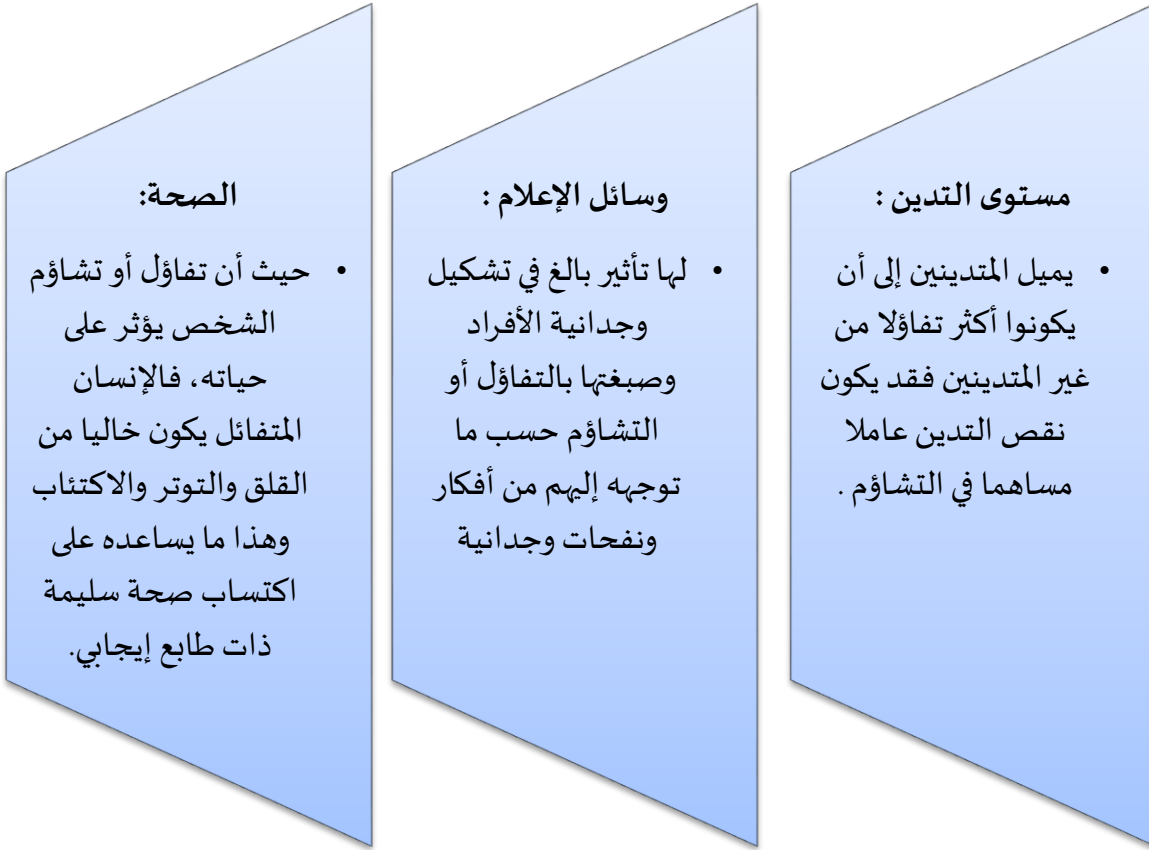 مستوى التدين :
• يميل المتدينين إلى أن
يكونوا أكثر تفاؤلا من
غير المتدينين فقد يكون
نقص التدين عاملا
مساهما في التشاؤم .
وسائل الإعلام :
• لها تأثير بالغ في تشكيل
وجدانية الأفراد
وصبغتها بالتفاؤل أو
التشاؤم حسب ما
توجهه إليهم من أفكار
ونفحات وجدانية
الصحة:
• حيث أن تفاؤل أو تشاؤم
الشخص يؤثر على
حياته، فالإنسان
المتفائل يكون خاليا من
القلق والتوتر والاكتئاب
وهذا ما يساعده على
اكتساب صحة سليمة
ذات طابع إيجابي.